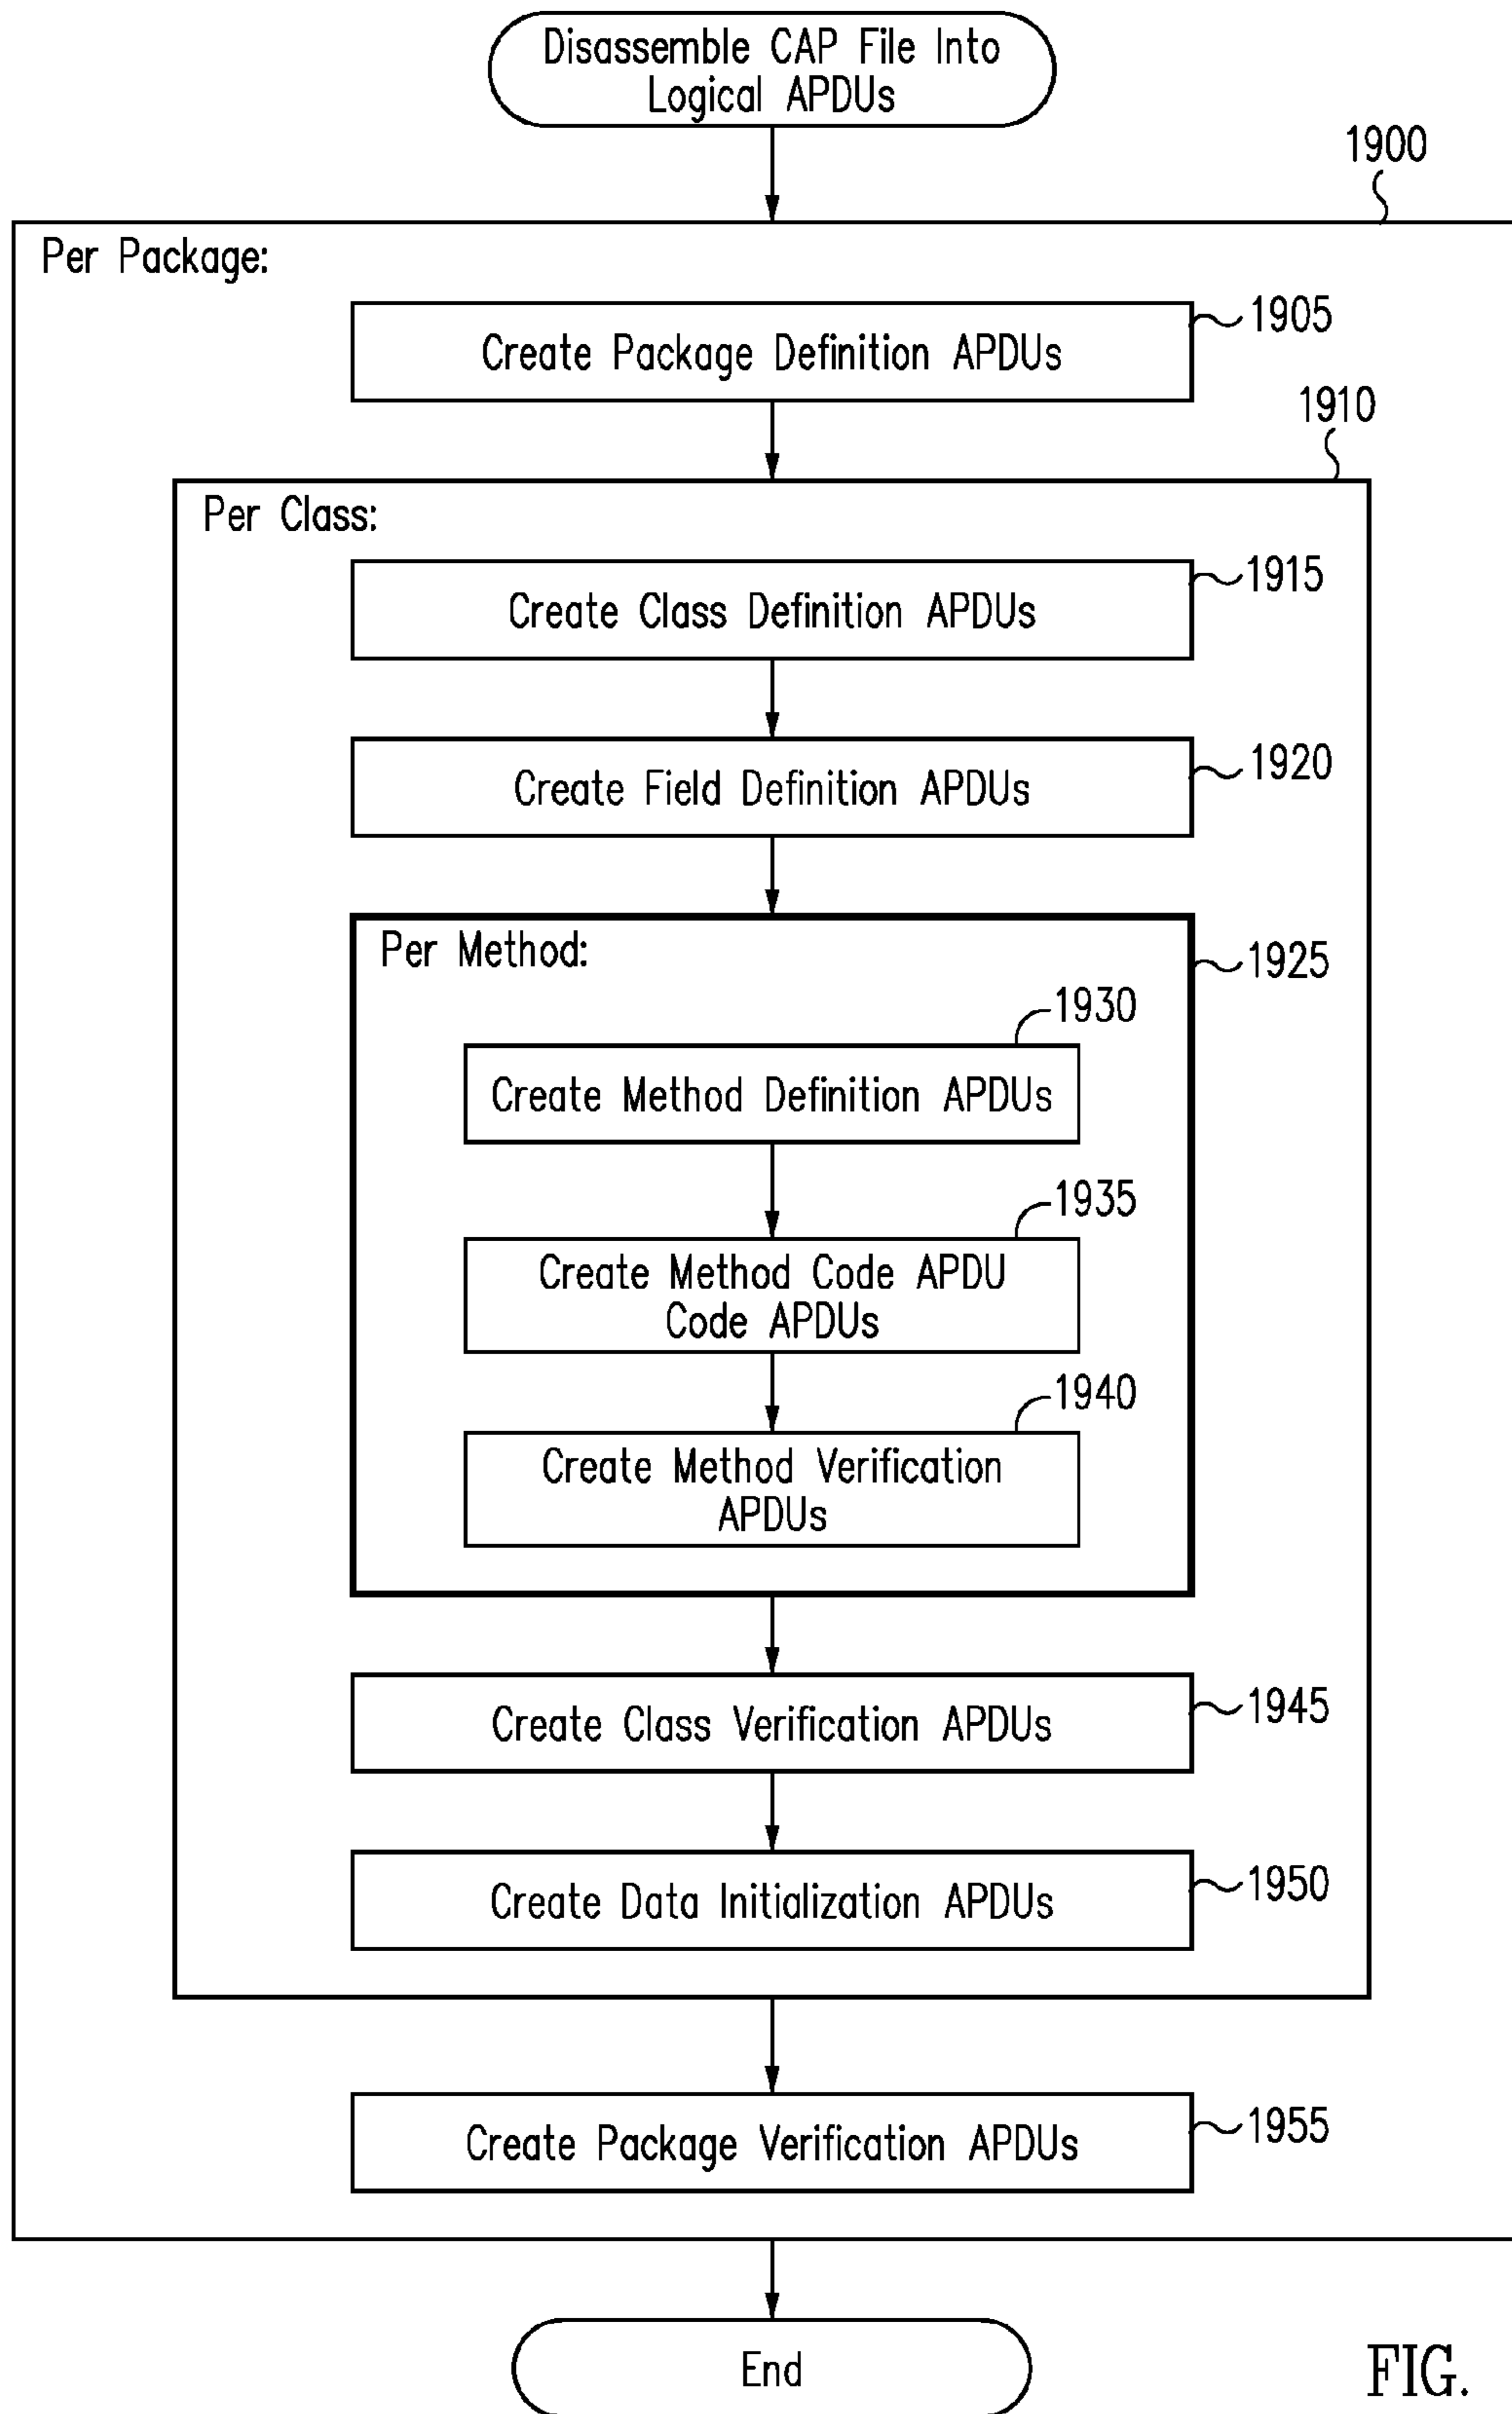 Disassemble CAP File Into
Logical APDUs
1900
Per Package:
1905
Create Package Definition APDUs
1910
Per Class:
1915
Create Class Definition APDUs
1920
Create Field Definition APDUs
Per Method:
1925
1930
Create Method Definition APDUs
1935
Create Method Code APDU
Code APDUs
1940
Create Method Verification
APDUs
1945
Create Class Verification APDUs
1950
Create Data Initialization APDUs
1955
Create Package Verification APDUs
End
FIG.